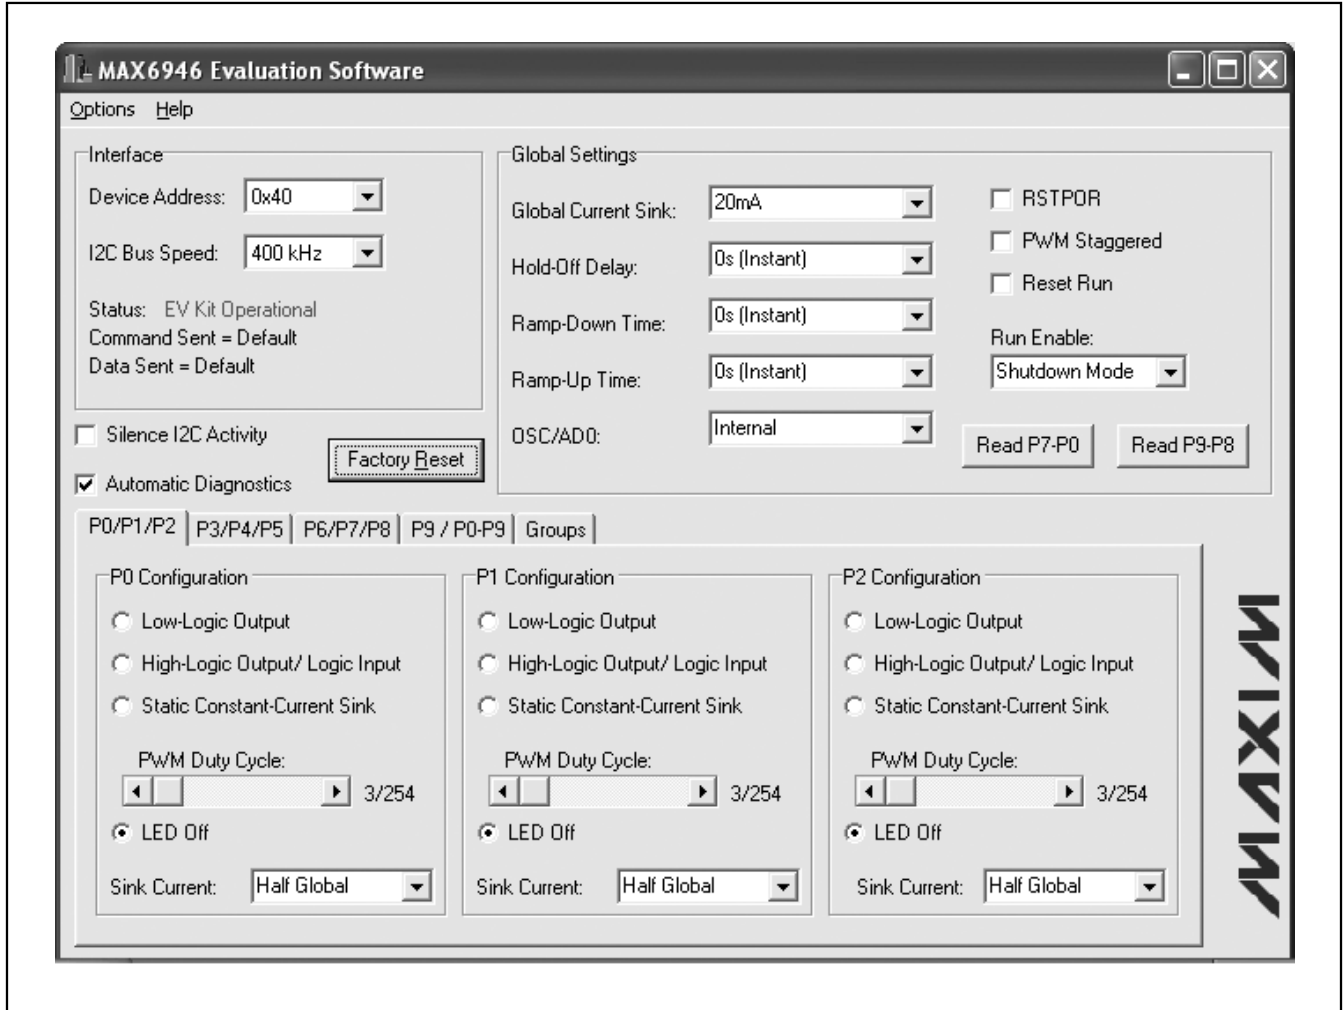 MAX6946 Evaluation Software
Options Help
Interface
Device Address: 0x40
I2C Bus Speed: 400 kHz
Status: EV Kit Operational
Command Sent = Default
Data Sent = Default
Silence I2C Activity
Automatic Diagnostics
Factory Reset
Global Settings
Global Current Sink: 20mA
Hold-Off Delay: 0s (Instant)
Ramp-Down Time: 0s (Instant)
Ramp-Up Time: 0s (Instant)
OSC/AD0: Internal
RSTPOR
PWM Staggered
Reset Run
Run Enable:
Shutdown Mode
Read P7-P0 Read P9-P8
P0/P1/P2 P3/P4/P5 P6/P7/P8 P9 / P0-P9 Groups
P0 Configuration
Low-Logic Output
High-Logic Output/ Logic Input
Static Constant-Current Sink
PWM Duty Cycle:
3/254
LED Off
Sink Current: Half Global
P1 Configuration
Low-Logic Output
High-Logic Output/ Logic Input
Static Constant-Current Sink
PWM Duty Cycle:
3/254
LED Off
Sink Current: Half Global
P2 Configuration
Low-Logic Output
High-Logic Output/ Logic Input
Static Constant-Current Sink
PWM Duty Cycle:
3/254
LED Off
Sink Current: Half Global
MAXIM